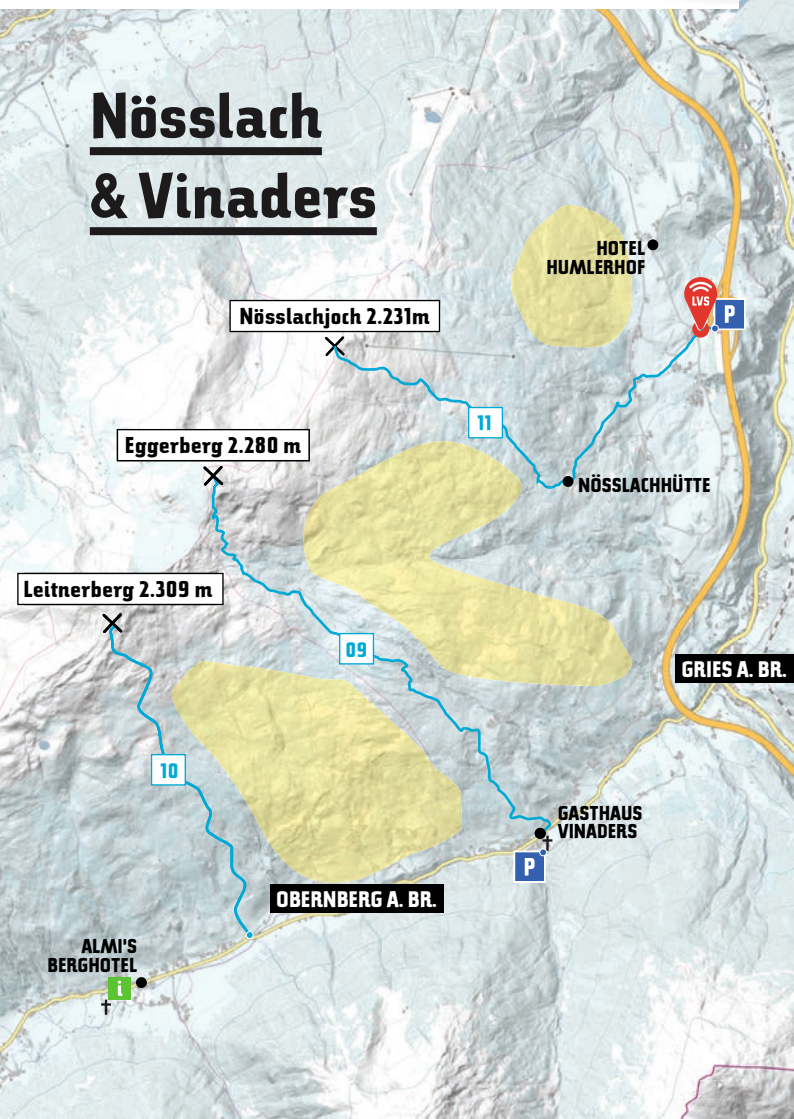 Nösslach
& Vinaders
HOTEL
HUMLERHOF
LVS
P
Nösslachjoch 2.231m
11
Eggerberg 2.280 m
NÖSSLACHHÜTTE
Leitnerberg 2.309 m
09
GRIES A. BR.
10
GASTHAUS
VINADERS
P
OBERNBERG A. BR.
ALMI'S
BERGHOTEL
i